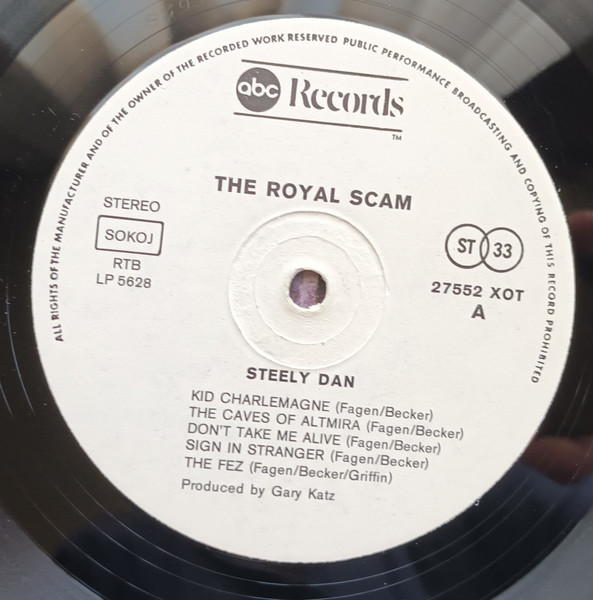 ALL RIGHTS OF THE MANUFACTURER AND OF THE OWNER OF THE RECORDED WORK RESERVED PUBLIC PERFORMANCE BROADCASTING AND COPYING OF THIS RECORD PROHIBITED
abc Records
TM
THE ROYAL SCAM
STEREO
SOKOJ
RTB
LP 5628
ST 33
27552 XOT
A
STEELY DAN
KID CHARLEMAGNE (Fagen/Becker)
THE CAVES OF ALTMIRA (Fagen/Becker)
DON'T TAKE ME ALIVE (Fagen/Becker)
SIGN IN STRANGER (Fagen/Becker)
THE FEZ (Fagen/Becker/Griffin)
Produced by Gary Katz